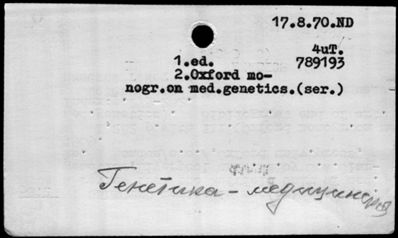 17.8.70.ND
4uT.
1.ed. 789193
2.Oxford mo-
nogr.on med.genetics.(ser.)
Генетика - медицинская